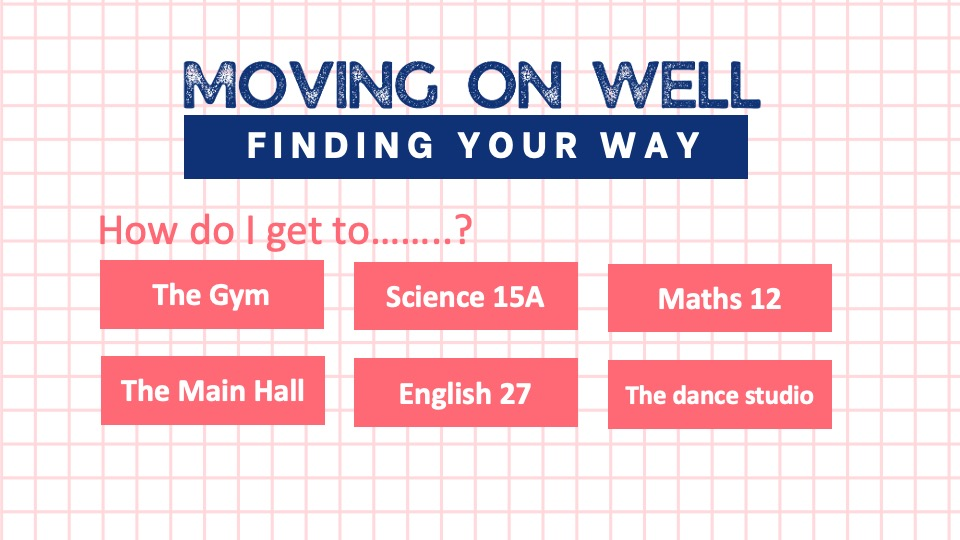 MOVING ON WELL
FINDING YOUR WAY
How do I get to……..?
The Gym
Science 15A
Maths 12
The Main Hall
English 27
The dance studio